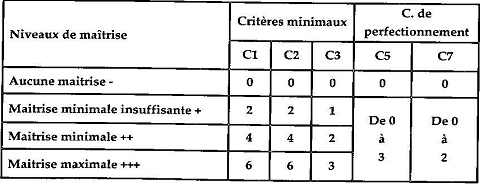 Niveaux de maîtrise
Critères minimaux
C. de
perfectionnement
C1 C2 C3 C5 C7
Aucune maitrise - 0 0 0 0 0
Maitrise minimale insuffisante + 2 2 1
Maitrise minimale ++ 4 4 2
Maitrise maximale +++ 6 6 3
De 0
à
3
De 0
à
2